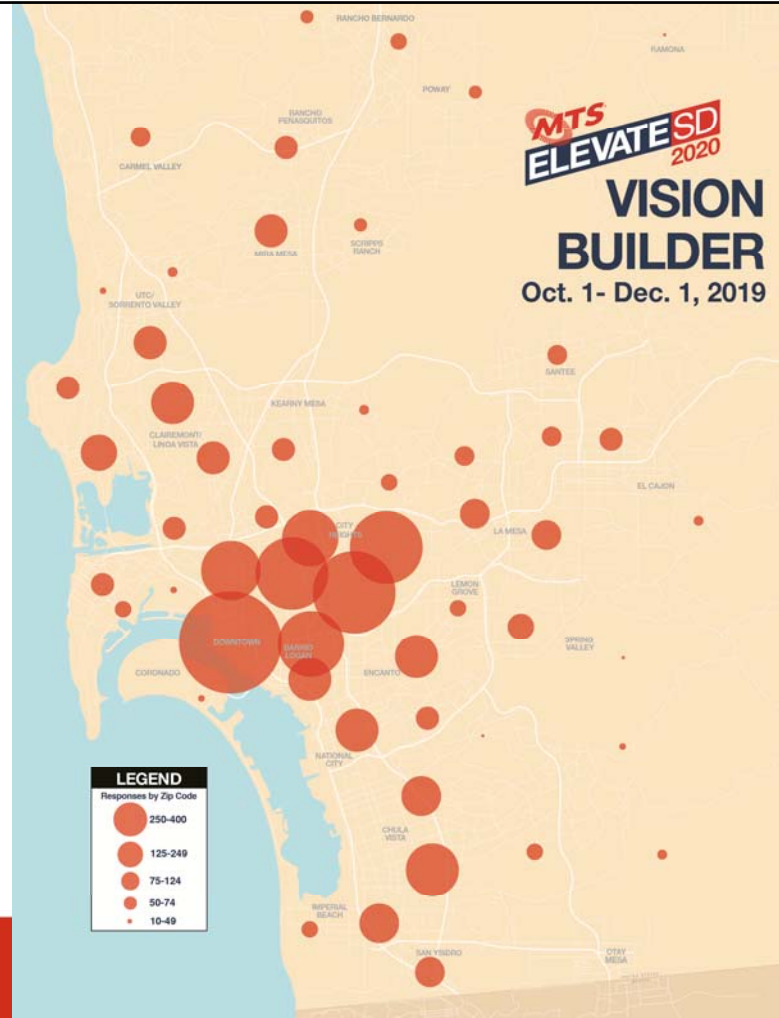 RANCHO BERNARDO
RAMONA
POWAY
RANCHO
PEÑASQUITOS
MTS
ELEVATE SD
2020
VISION
BUILDER
Oct. 1- Dec. 1, 2019
CARMEL VALLEY
MIRA MESA
SCRIPPS
RANCH
UTC/
SORRENTO VALLEY
SANTEE
KEARNY MESA
CLAIREMONT/
LINDA VISTA
EL CAJON
CITY
HEIGHTS
LA MESA
LEMON
GROVE
DOWNTOWN
BARRIO
LOGAN
SPRING
VALLEY
CORONADO
ENCANTO
NATIONAL
CITY
LEGEND
Responses by Zip Code
250-400
125-249
75-124
50-74
10-49
CHULA
VISTA
IMPERIAL
BEACH
SAN YSIDRO
OTAY
MESA